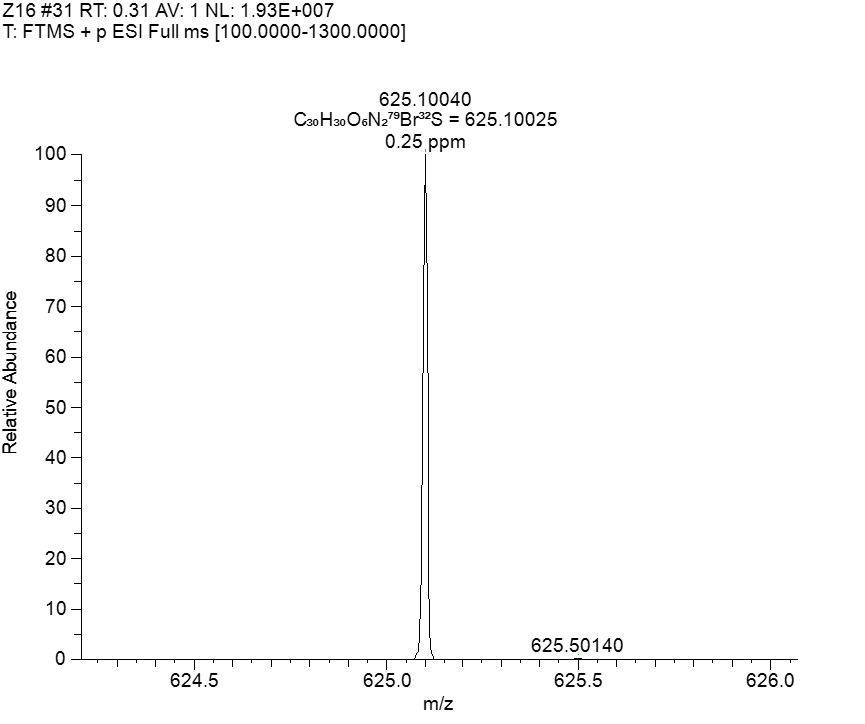 Z16 #31 RT: 0.31 AV: 1 NL: 1.93E+007
T: FTMS + p ESI Full ms [100.0000-1300.0000]
625.10040
C₃₀H₃₀O₆N₂⁷⁹Br³²S = 625.10025
0.25 ppm
100
90
80
70
60
50
40
30
20
10
0
Relative Abundance
625.50140
624.5 625.0 625.5 626.0
m/z